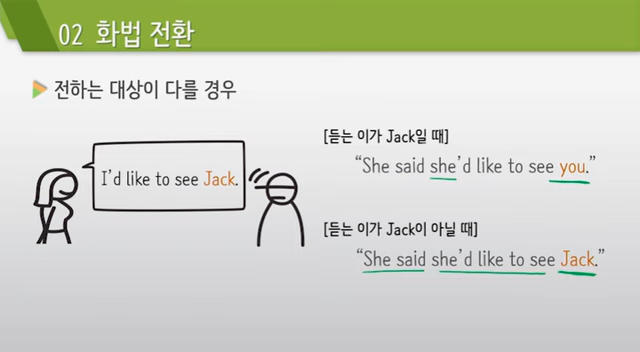 02 화법 전환
전하는 대상이 다를 경우
I'd like to see Jack.
[듣는 이가 Jack일 때]
“She said she'd like to see you.”
[듣는 이가 Jack이 아닐 때]
“She said she'd like to see Jack.”